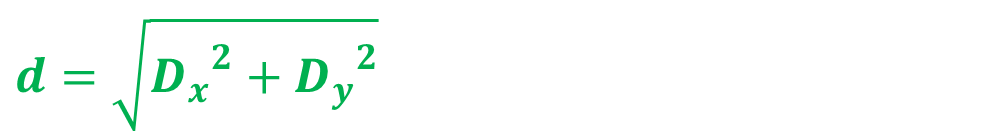 d = √(Dₓ² + Dᵧ²)